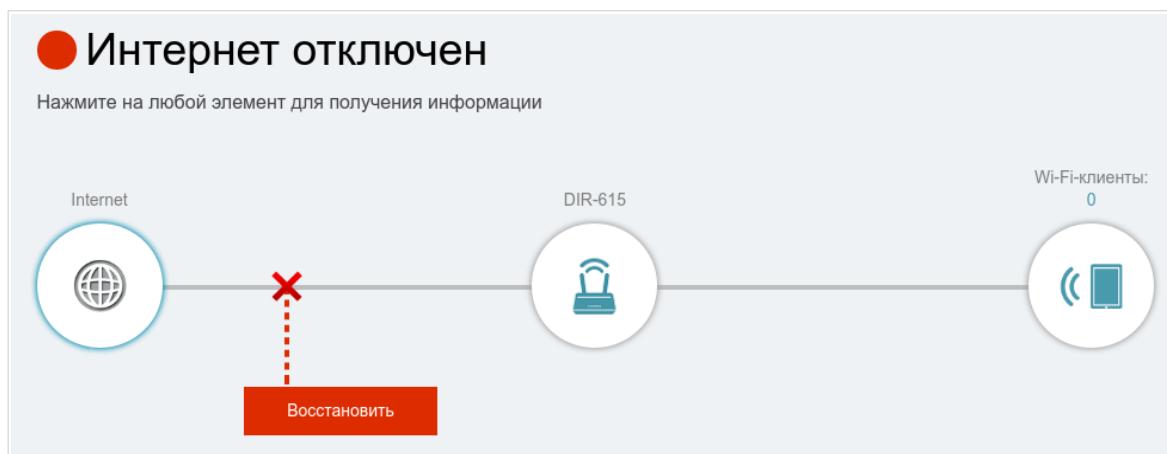 Интернет отключен
Нажмите на любой элемент для получения информации
Internet
DIR-615
Wi-Fi-клиенты:
0
Восстановить